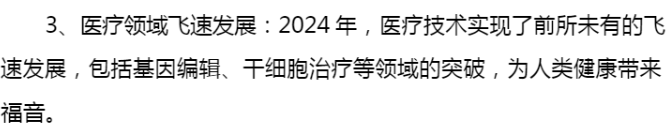 3、医疗领域飞速发展：2024 年，医疗技术实现了前所未有的飞
速发展，包括基因编辑、干细胞治疗等领域的突破，为人类健康带来
福音。